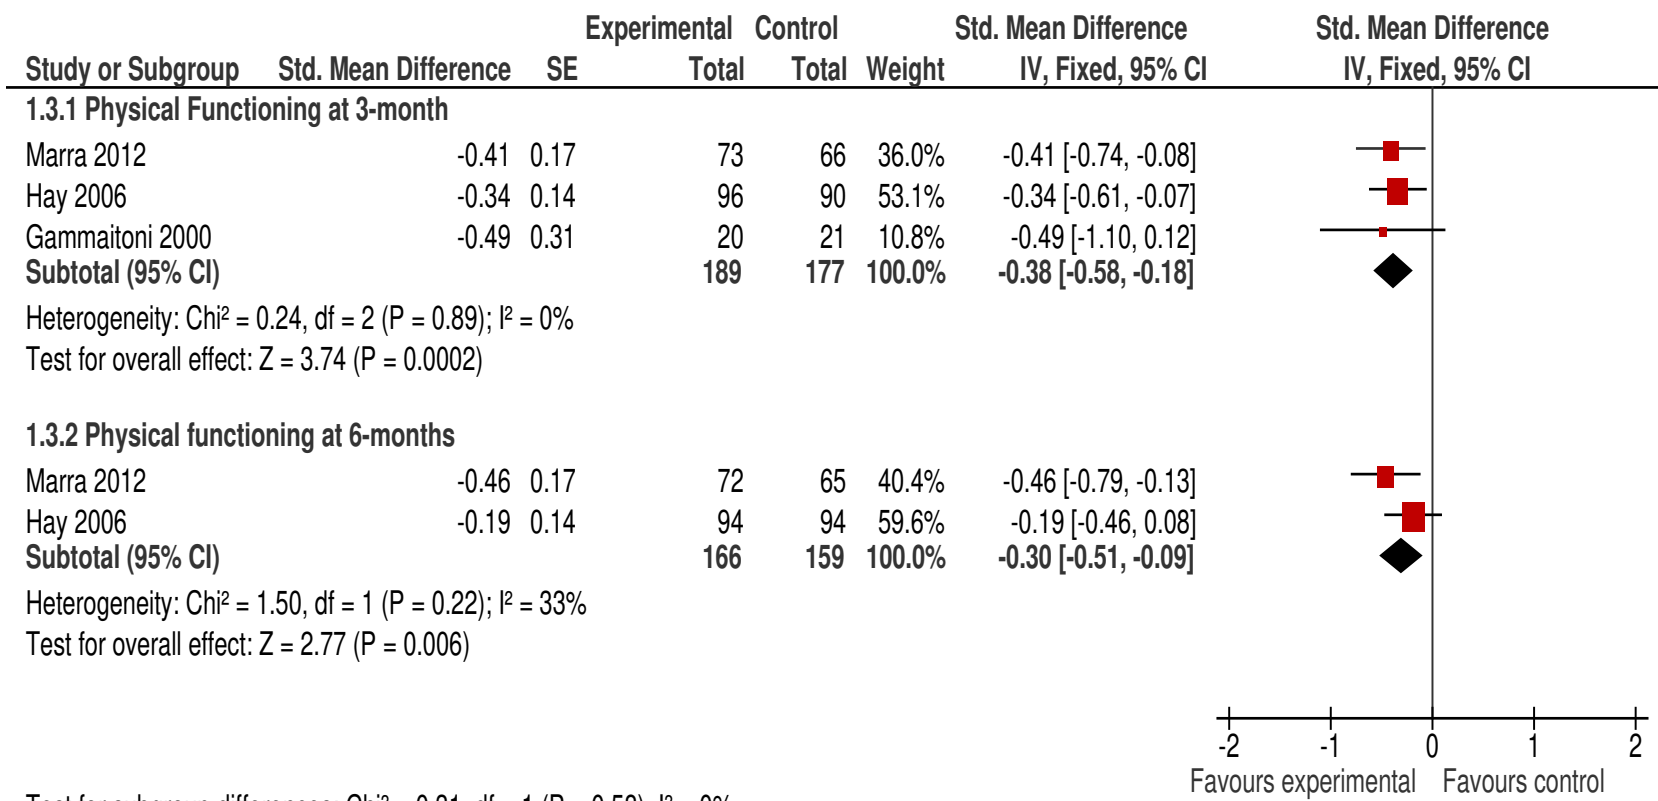 Experimental Control Std. Mean Difference Std. Mean Difference
Study or Subgroup Std. Mean Difference SE Total Total Weight IV, Fixed, 95% CI IV, Fixed, 95% CI
1.3.1 Physical Functioning at 3-month
Marra 2012 -0.41 0.17 73 66 36.0% -0.41 [-0.74, -0.08]
Hay 2006 -0.34 0.14 96 90 53.1% -0.34 [-0.61, -0.07]
Gammaitoni 2000 -0.49 0.31 20 21 10.8% -0.49 [-1.10, 0.12]
Subtotal (95% CI) 189 177 100.0% -0.38 [-0.58, -0.18]
Heterogeneity: Chi² = 0.24, df = 2 (P = 0.89); I² = 0%
Test for overall effect: Z = 3.74 (P = 0.0002)
1.3.2 Physical functioning at 6-months
Marra 2012 -0.46 0.17 72 65 40.4% -0.46 [-0.79, -0.13]
Hay 2006 -0.19 0.14 94 94 59.6% -0.19 [-0.46, 0.08]
Subtotal (95% CI) 166 159 100.0% -0.30 [-0.51, -0.09]
Heterogeneity: Chi² = 1.50, df = 1 (P = 0.22); I² = 33%
Test for overall effect: Z = 2.77 (P = 0.006)
-2 -1 0 1 2
Favours experimental Favours control